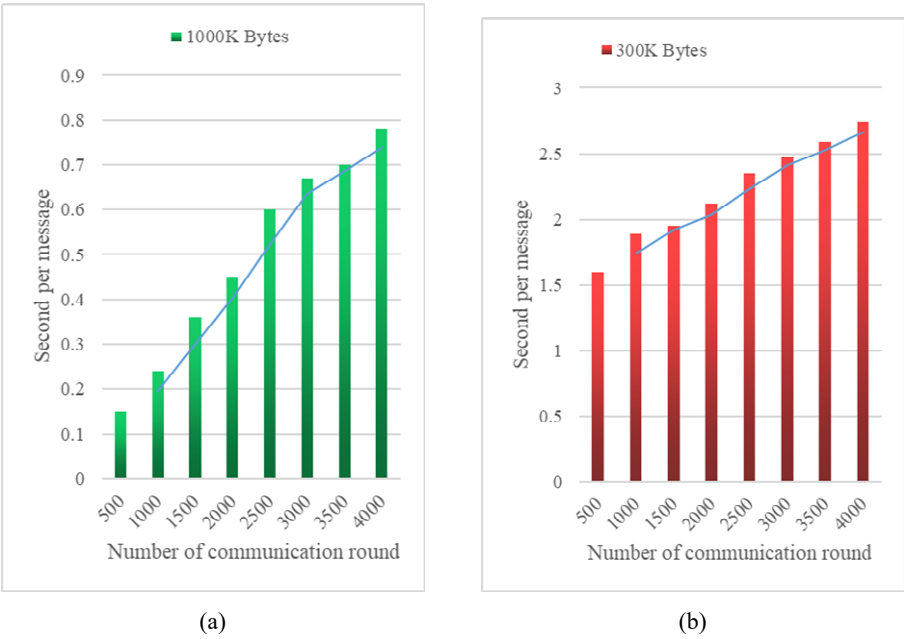 1000K Bytes
0.9
0.8
0.7
0.6
0.5
0.4
0.3
0.2
0.1
0
Second per message
500 1000 1500 2000 2500 3000 3500 4000
Number of communication round
(a)
300K Bytes
3
2.5
2
1.5
1
0.5
0
Second per message
500 1000 1500 2000 2500 3000 3500 4000
Number of communication round
(b)